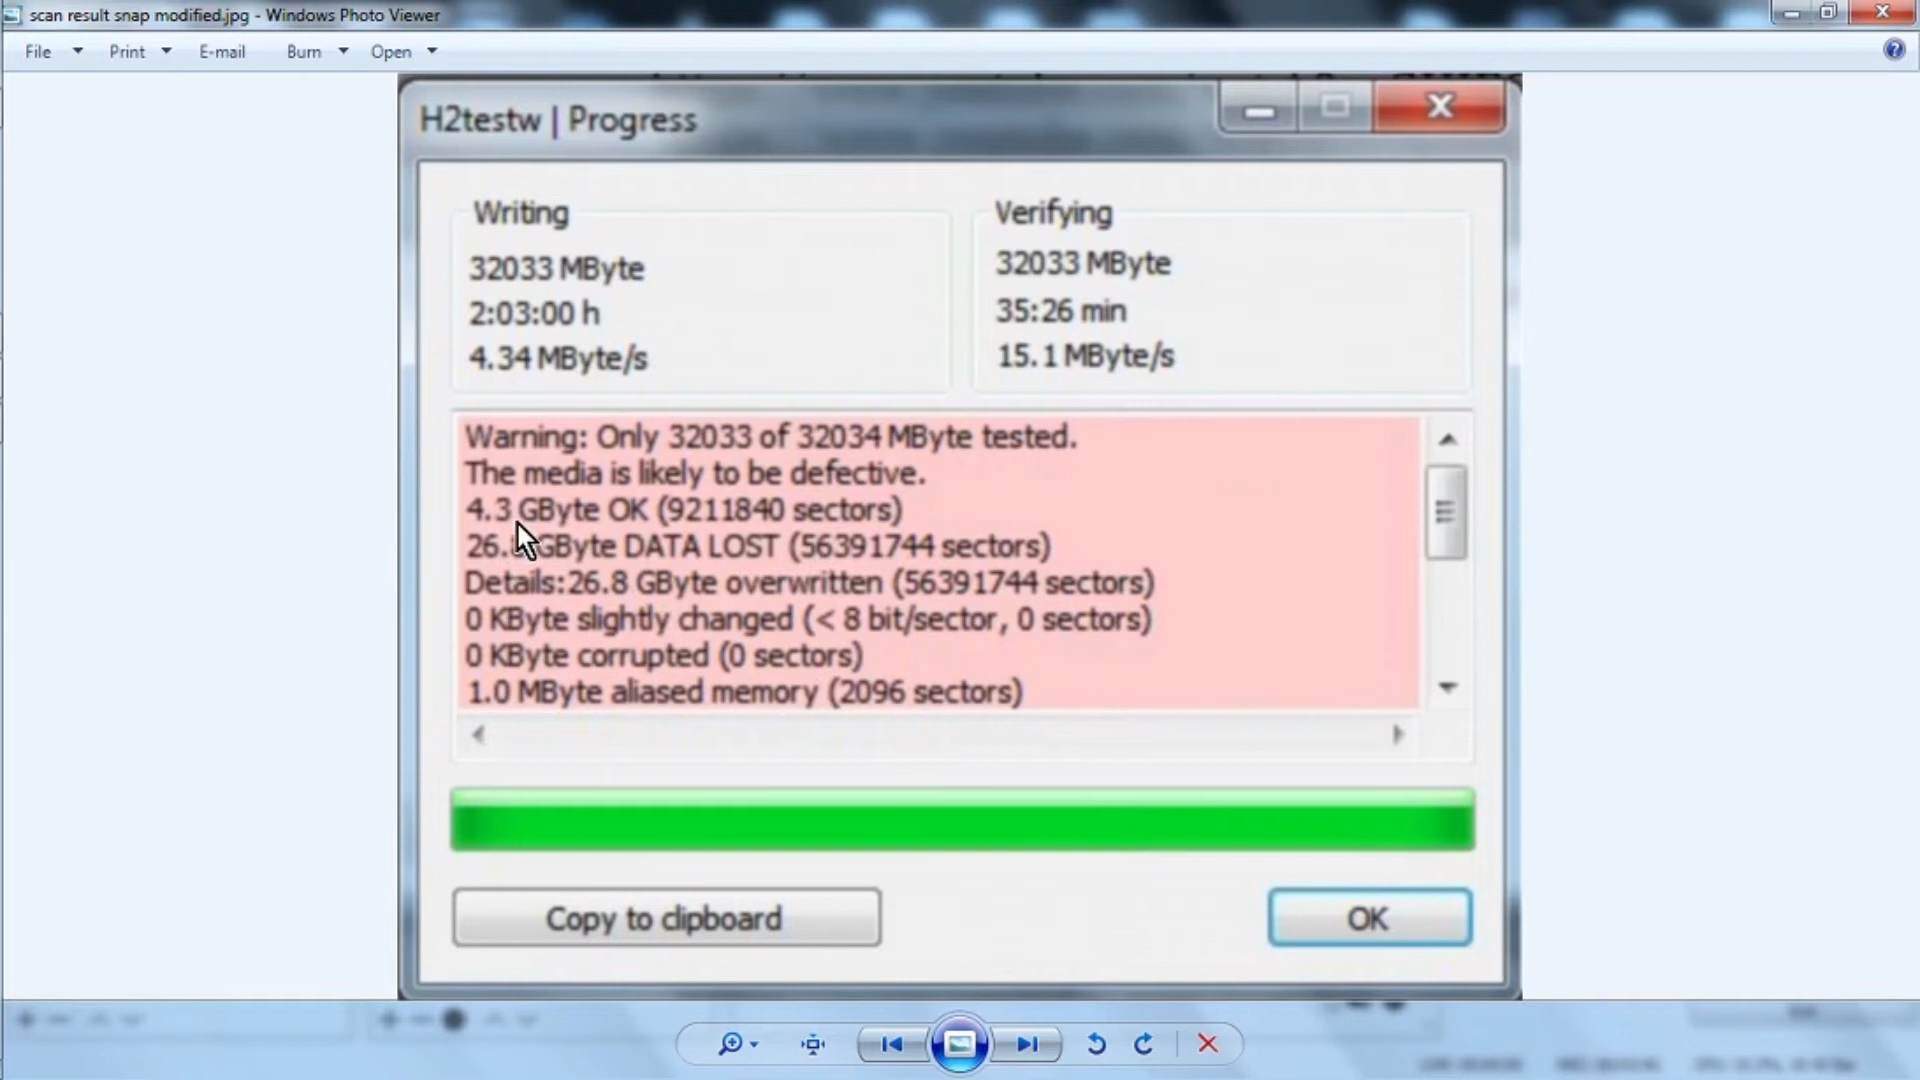 scan result snap modified.jpg - Windows Photo Viewer
File Print E-mail Burn Open
H2testw | Progress
Writing
32033 MByte
2:03:00 h
4.34 MByte/s
Verifying
32033 MByte
35:26 min
15.1 MByte/s
Warning: Only 32033 of 32034 MByte tested.
The media is likely to be defective.
4.3 GByte OK (9211840 sectors)
GByte DATA LOST (56391744 sectors)
Details:26.8 GByte overwritten (56391744 sectors)
0 KByte slightly changed (< 8 bit/sector, 0 sectors)
0 KByte corrupted (0 sectors)
1.0 MByte aliased memory (2096 sectors)
Copy to clipboard
OK